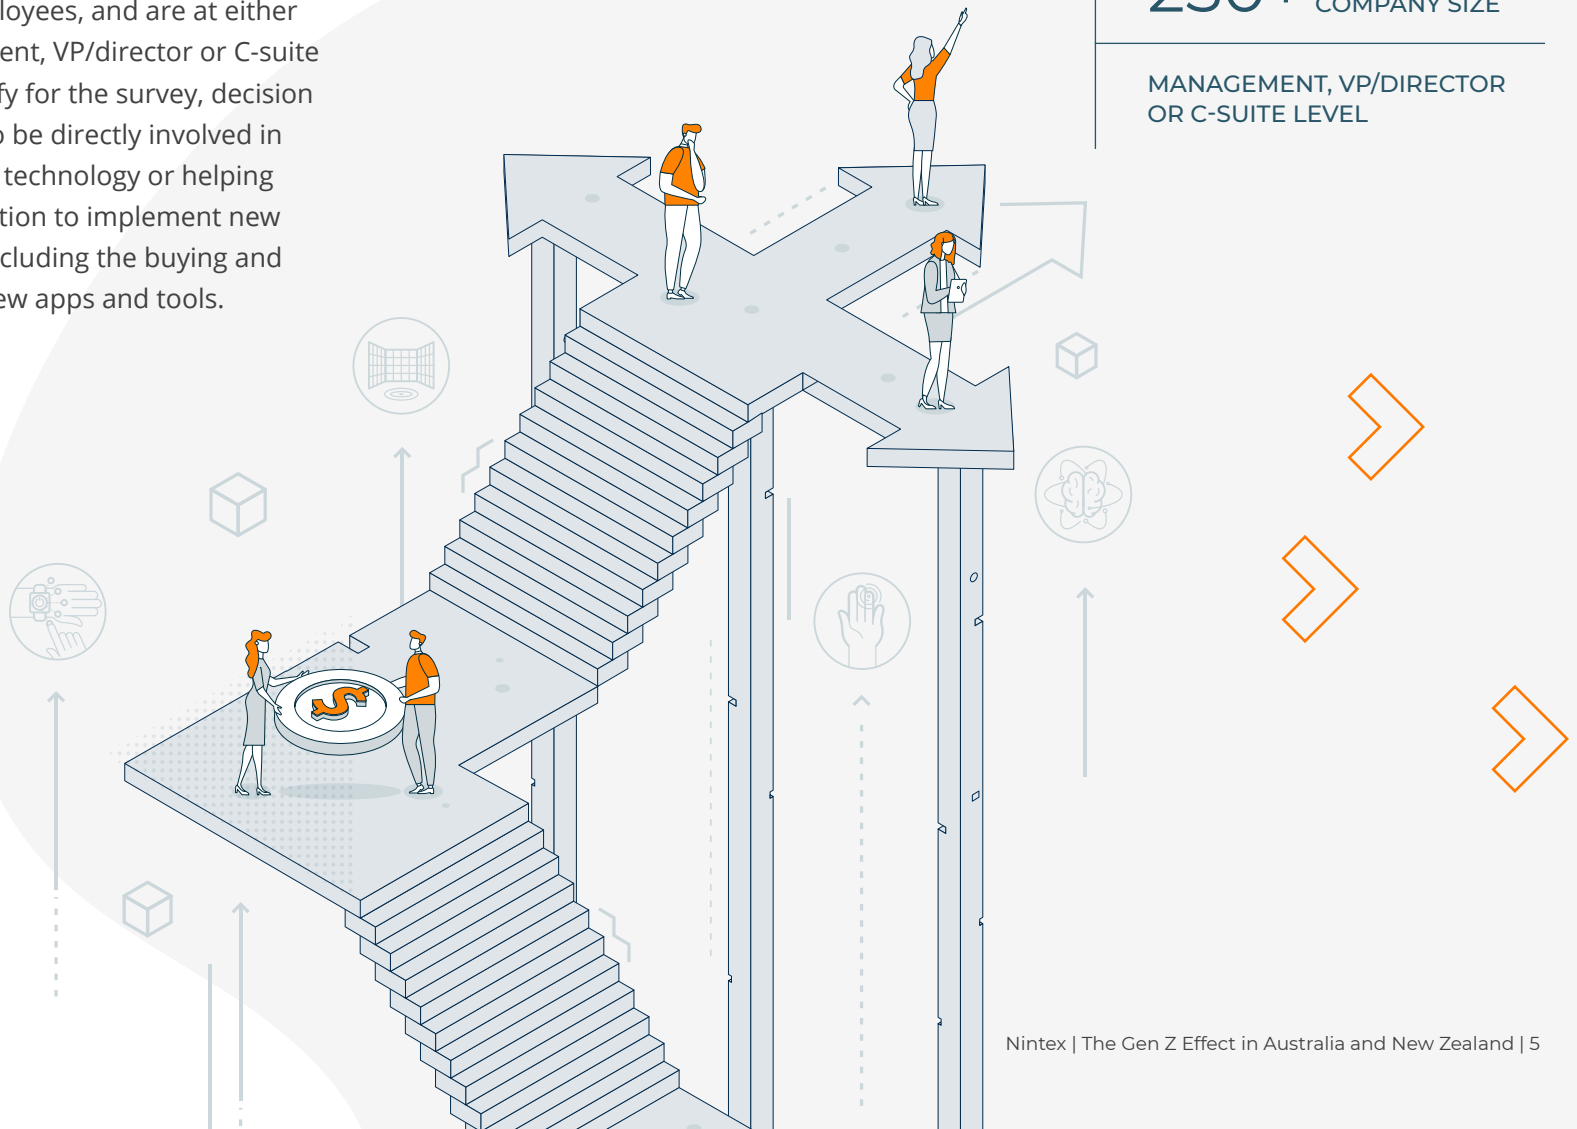 loyees, and are at either
ent, VP/director or C-suite
fy for the survey, decision
o be directly involved in
technology or helping
tion to implement new
cluding the buying and
ew apps and tools.
250+ COMPANY SIZE
MANAGEMENT, VP/DIRECTOR
OR C-SUITE LEVEL
Nintex | The Gen Z Effect in Australia and New Zealand | 5